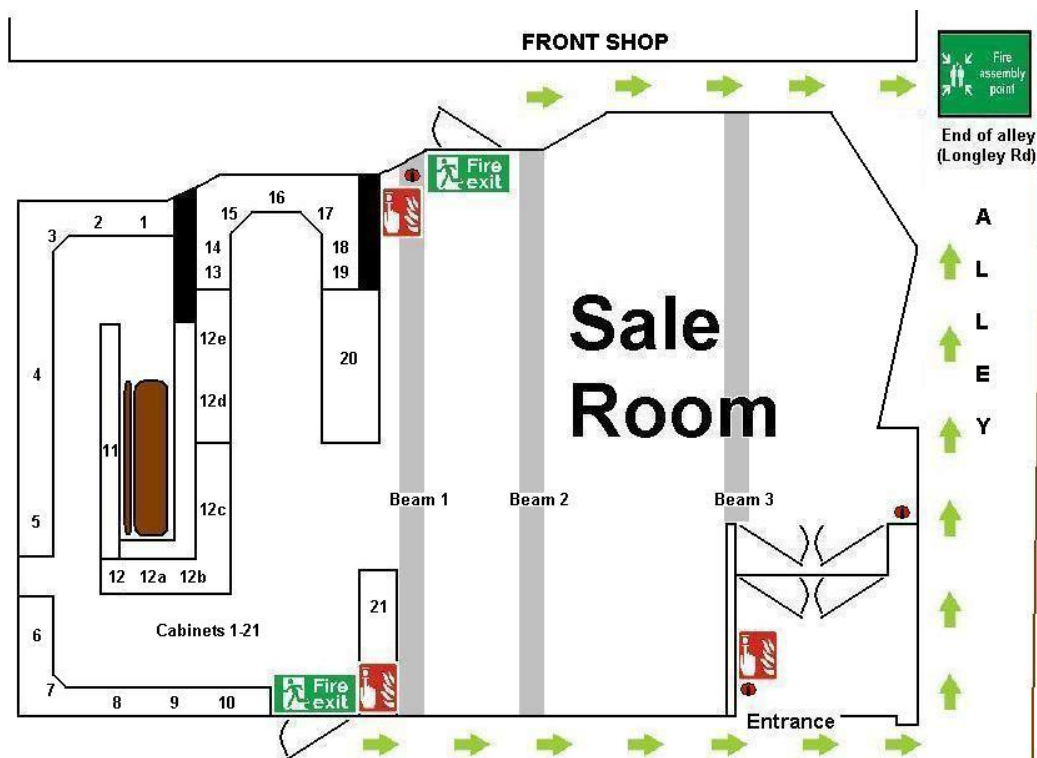 FRONT SHOP
Fire
assembly
point
End of alley
(Longley Rd)
Fire
exit
16
15
17
2
1
3
14
18
13
19
A
L
L
E
Y
Sale
Room
12e
20
4
12d
11
Beam 1
Beam 2
Beam 3
5
12c
12
12a
12b
21
6
Cabinets 1-21
7
8
9
10
Fire
exit
Entrance